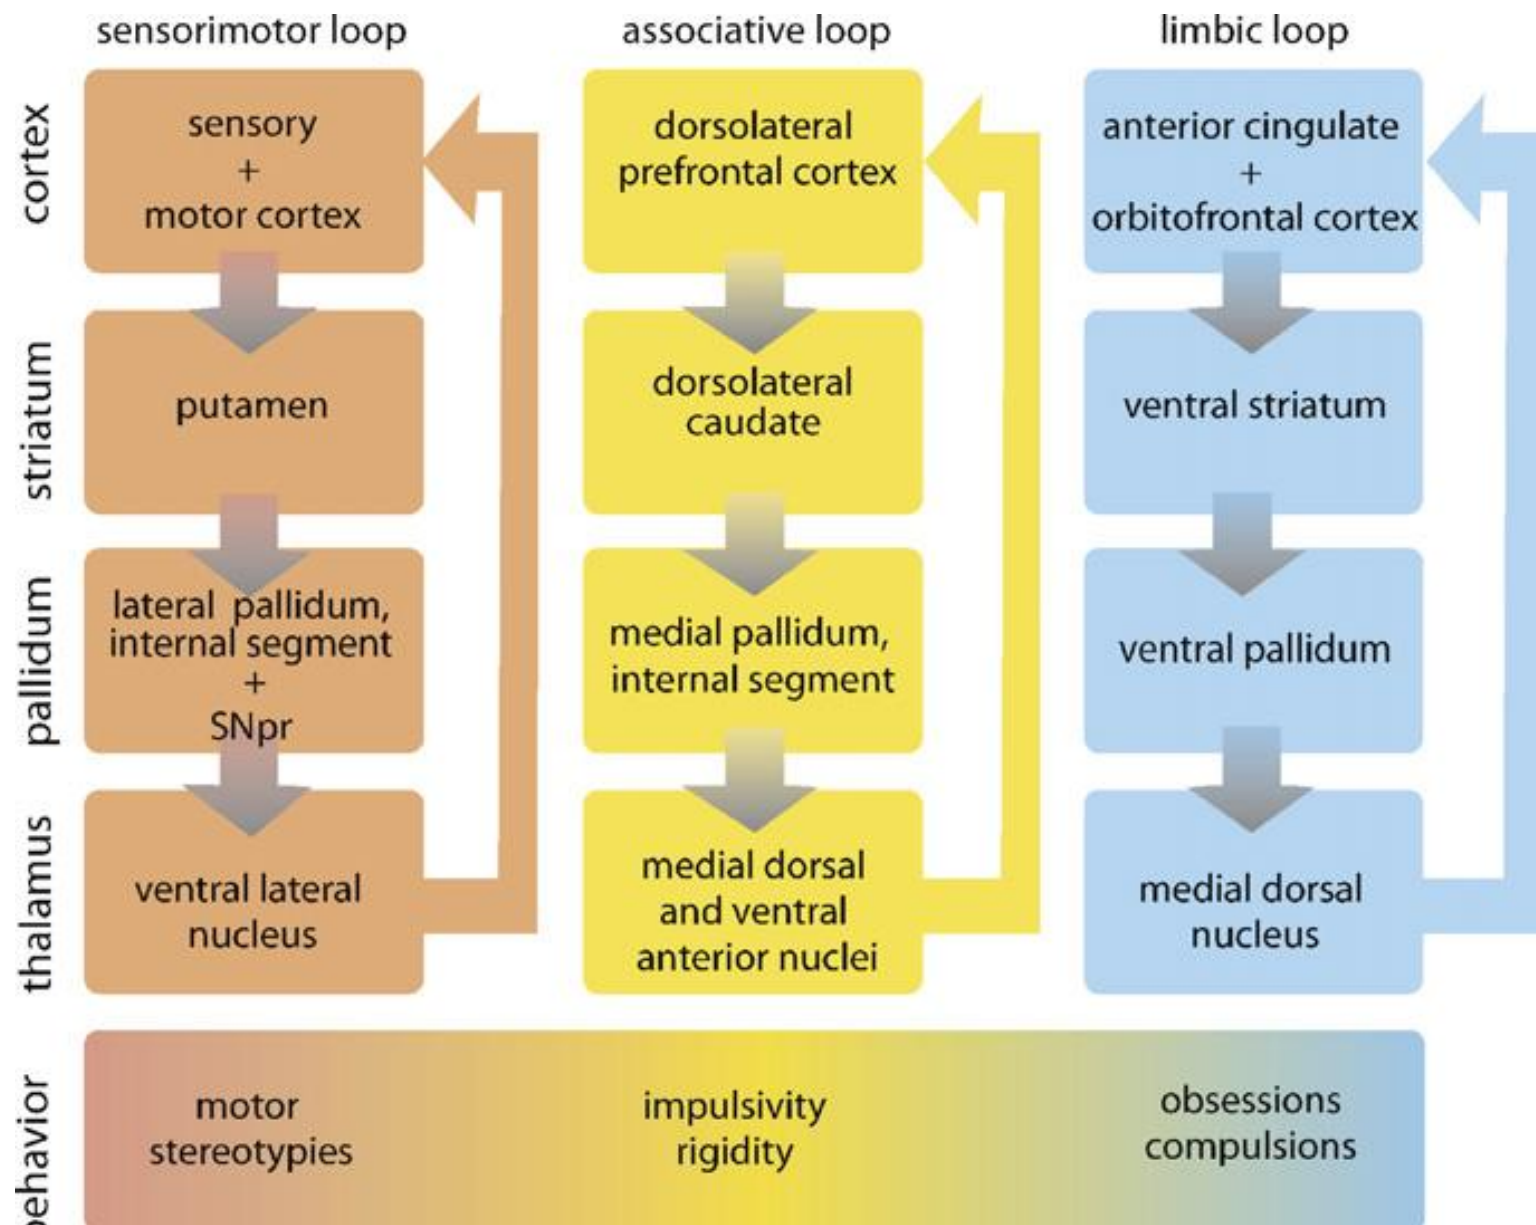 sensorimotor loop
associative loop
limbic loop
cortex
sensory
+
motor cortex
dorsolateral
prefrontal cortex
anterior cingulate
+
orbitofrontal cortex
striatum
putamen
dorsolateral
caudate
ventral striatum
pallidum
lateral pallidum,
internal segment
+
SNpr
medial pallidum,
internal segment
ventral pallidum
thalamus
ventral lateral
nucleus
medial dorsal
and ventral
anterior nuclei
medial dorsal
nucleus
behavior
motor
stereotypies
impulsivity
rigidity
obsessions
compulsions